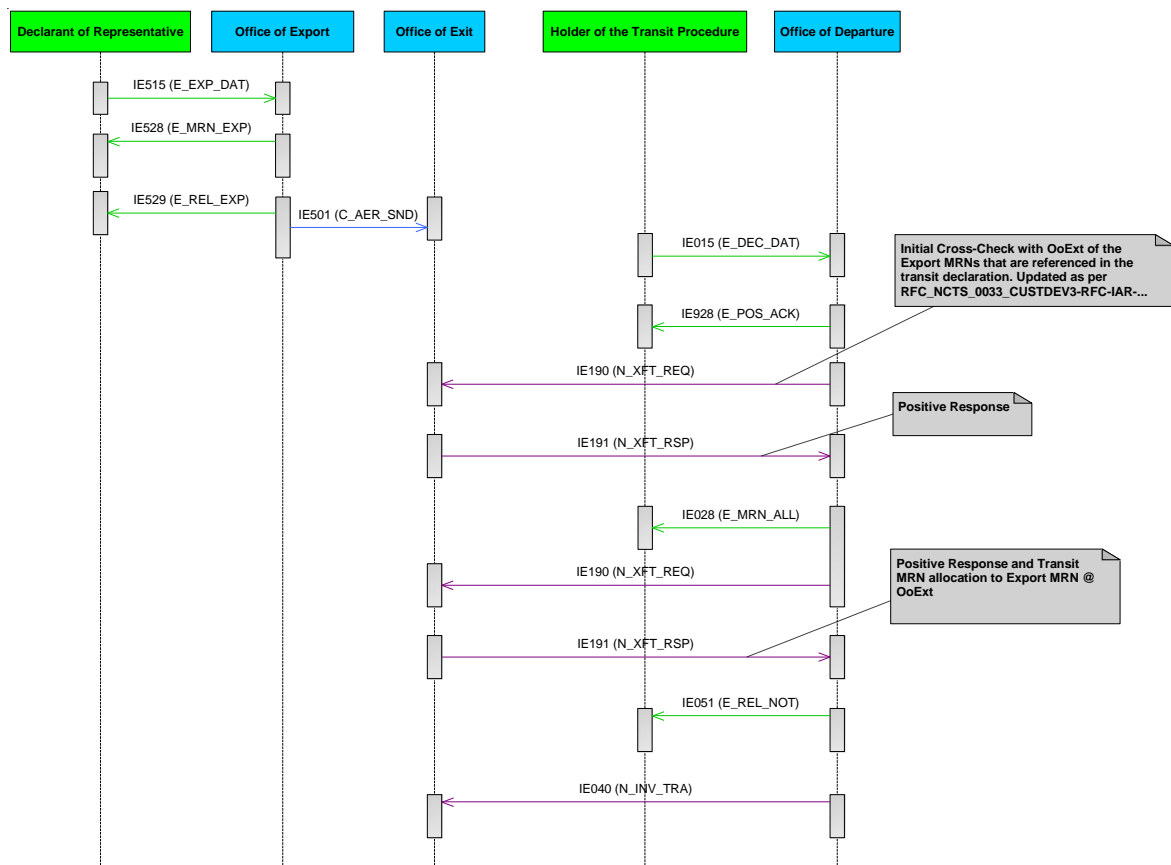 Declarant of Representative
Office of Export
Office of Exit
Holder of the Transit Procedure
Office of Departure
IE515 (E_EXP_DAT)
IE528 (E_MRN_EXP)
IE529 (E_REL_EXP)
IE501 (C_AER_SND)
IE015 (E_DEC_DAT)
Initial Cross-Check with OoExt of the
Export MRNs that are referenced in the
transit declaration. Updated as per
RFC_NCTS_0033_CUSTDEV3-RFC-IAR-...
IE928 (E_POS_ACK)
IE190 (N_XFT_REQ)
Positive Response
IE191 (N_XFT_RSP)
IE028 (E_MRN_ALL)
Positive Response and Transit
MRN allocation to Export MRN @
OoExt
IE190 (N_XFT_REQ)
IE191 (N_XFT_RSP)
IE051 (E_REL_NOT)
IE040 (N_INV_TRA)